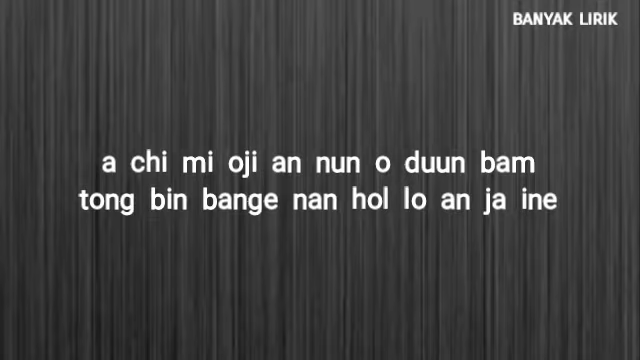 BANYAK LIRIK
a chi mi oji an nun o duun bam
tong bin bange nan hol lo an ja ine